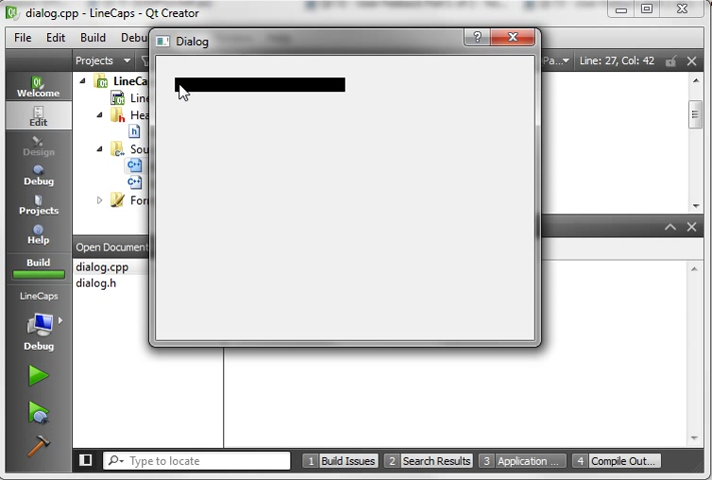 dialog.cpp - LineCaps - Qt Creator
File Edit View Build Debu
Dialog
Projects
Pa... Line: 27, Col: 42
Welcome
Edit
Design
Debug
Projects
Help
Build
LineCaps
Debug
LineCa
Line
Hea
h
Sou
C++
C++
Forn
Open Document
dialog.cpp
dialog.h
Type to locate
1 Build Issues
2 Search Results
3 Application ...
4 Compile Out...